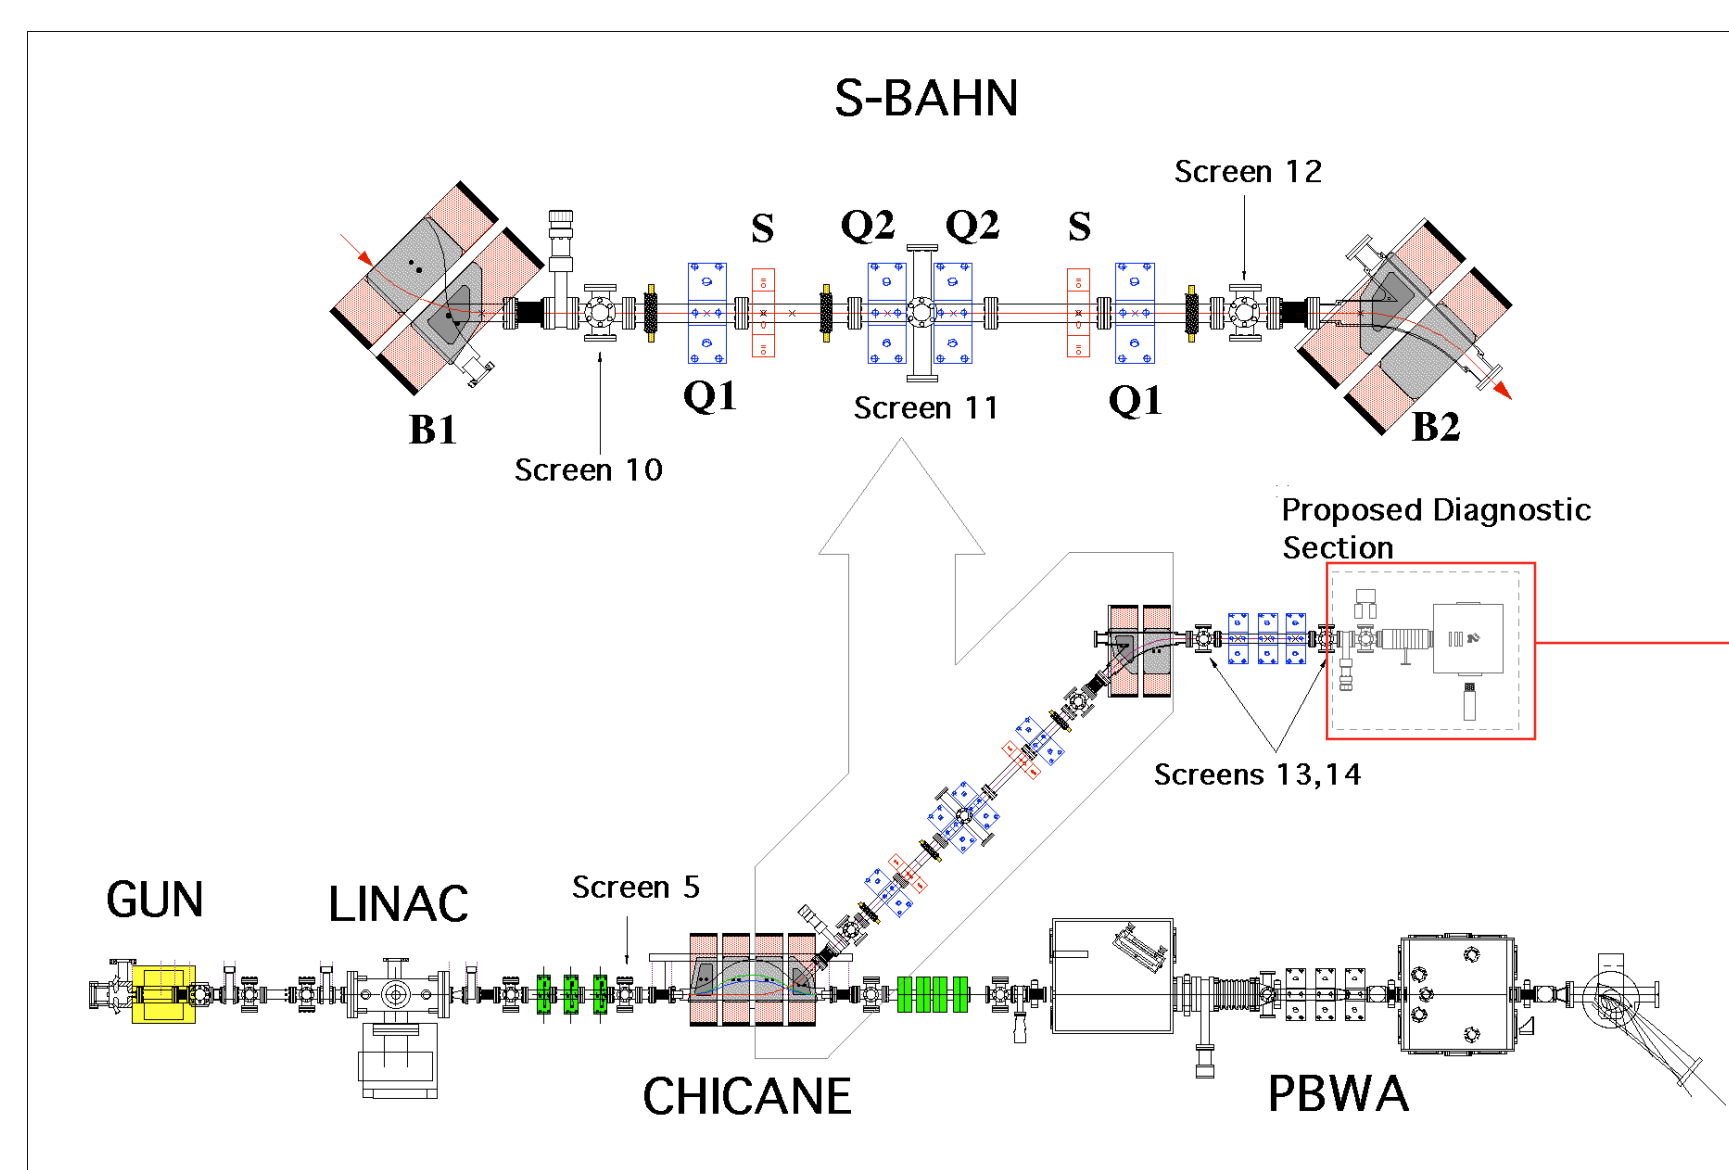 S-BAHN
Screen 12
S
Q2
Q2
S
Q1
Screen 11
Q1
B1
B2
Screen 10
Proposed Diagnostic
Section
Screens 13,14
GUN
LINAC
Screen 5
CHICANE
PBWA